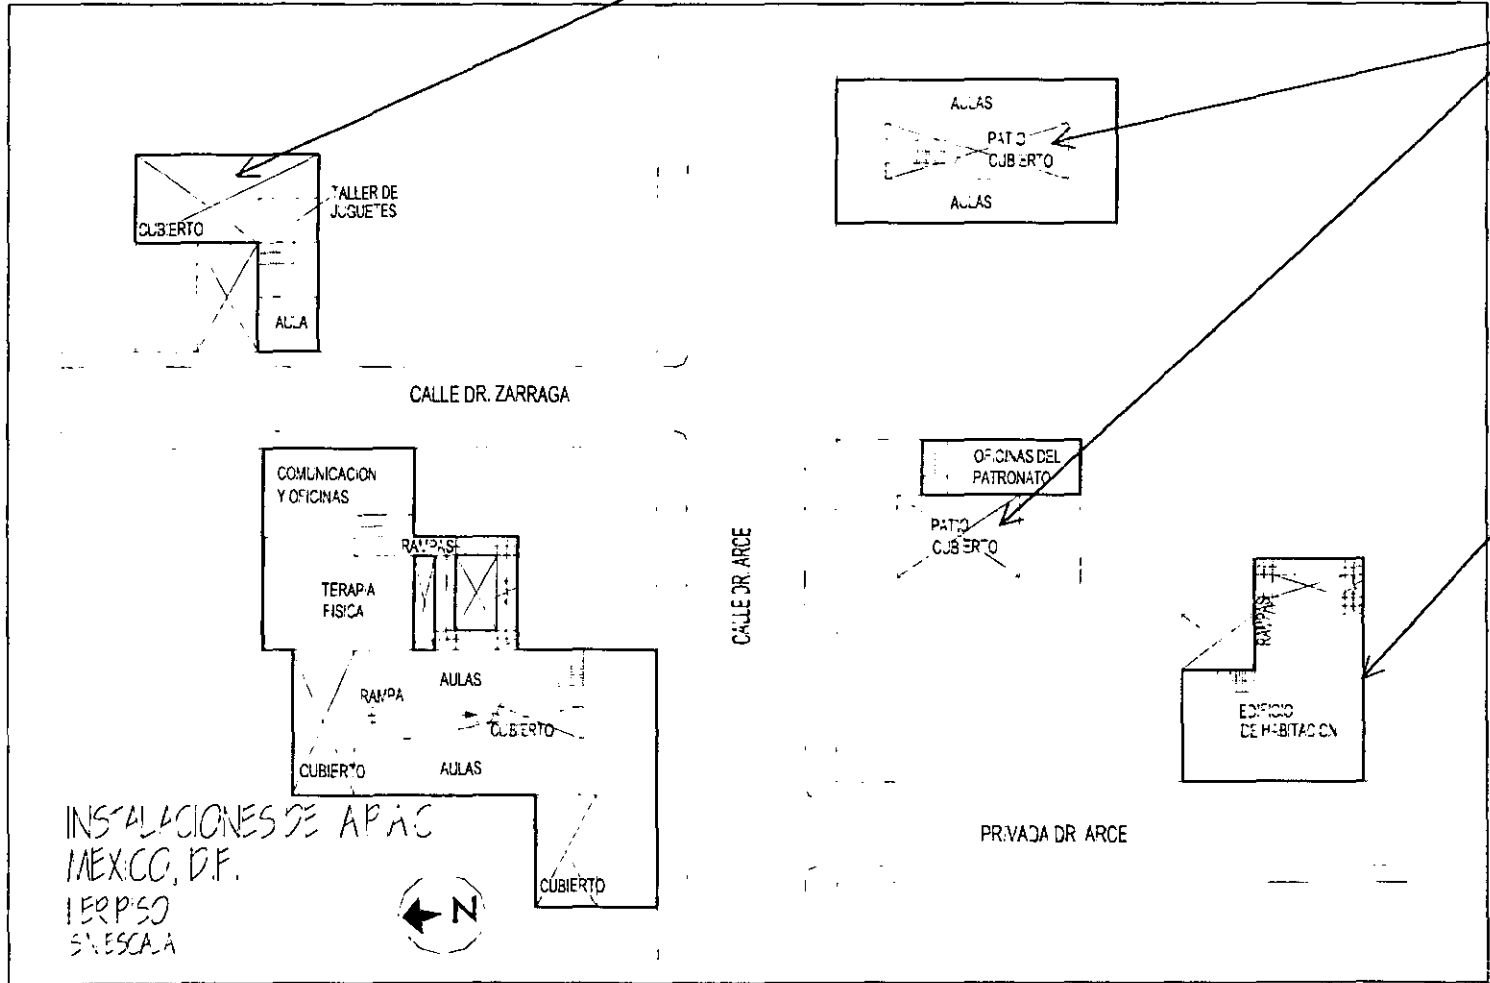 AULAS
PATIO
CUBIERTO
AULAS
TALLER DE
JUGUETES
CUBIERTO
AULA
CALLE DR. ZARRAGA
COMUNICACION
Y OFICINAS
RAMPAS
TERAPIA
FISICA
OFICINAS DEL
PATRONATO
PATIO
CUBIERTO
CALLE DR. ARCE
RAMPAS
AULAS
RAMPA
CUBIERTO
CUBIERTO
AULAS
EDIFICIO
DE HABITACION
INSTALACIONES DE APAC
MEXICO, D.F.
1ER PISO
SIN ESCALA
N
CUBIERTO
PRIVADA DR ARCE